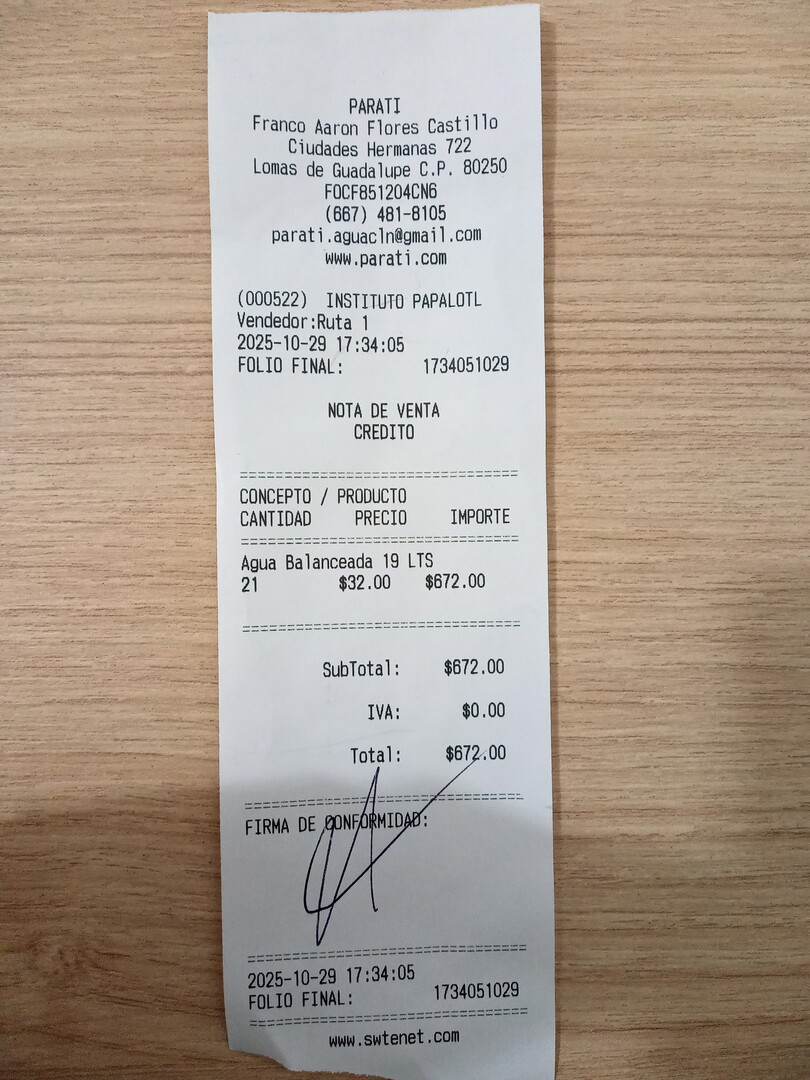 PARATI
Franco Aaron Flores Castillo
Ciudades Hermanas 722
Lomas de Guadalupe C.P. 80250
FOCF851204CN6
(667) 481-8105
parati.aguacln@gmail.com
www.parati.com
(000522) INSTITUTO PAPALOTL
Vendedor:Ruta 1
2025-10-29 17:34:05
FOLIO FINAL: 1734051029
NOTA DE VENTA
CREDITO
================================
CONCEPTO / PRODUCTO
CANTIDAD PRECIO IMPORTE
================================
Agua Balanceada 19 LTS
21 $32.00 $672.00
================================
SubTotal: $672.00
IVA: $0.00
Total: $672.00
================================
FIRMA DE CONFORMIDAD:
================================
2025-10-29 17:34:05
FOLIO FINAL: 1734051029
================================
www.swtenet.com